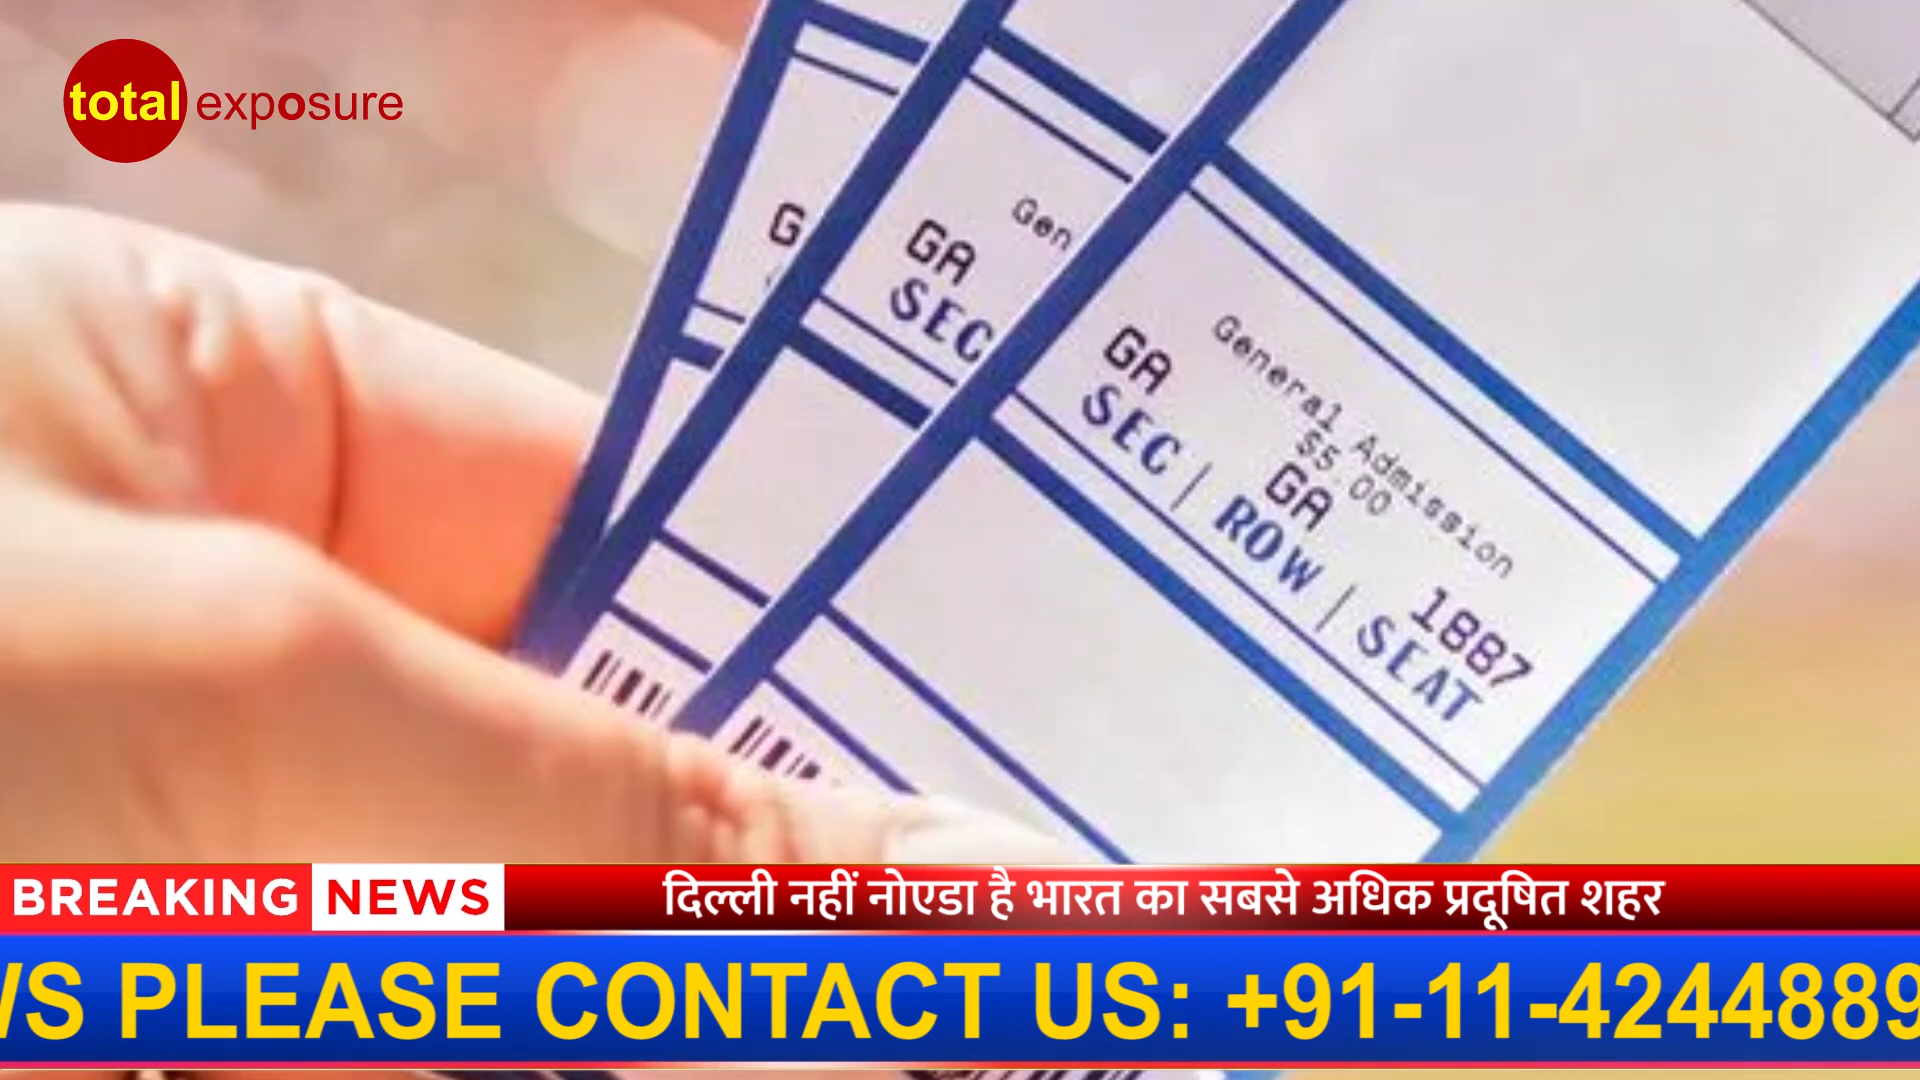 total exposure
G
GA
Gen
SEC
General Admission
$5.00
GA GA 1887
SEC | ROW | SEAT
BREAKING NEWS
दिल्ली नहीं नोएडा है भारत का सबसे अधिक प्रदूषित शहर
WS PLEASE CONTACT US: +91-11-4244889